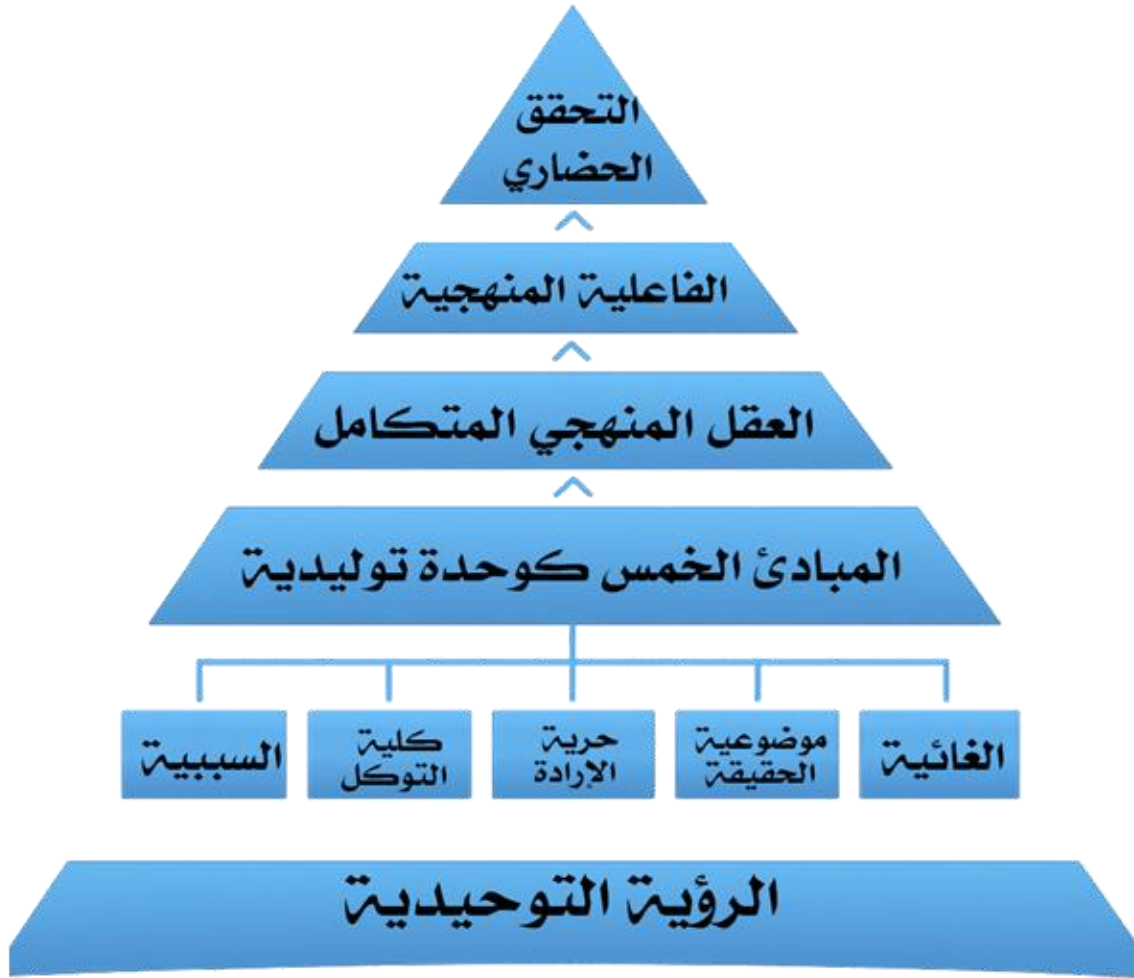 التحقق
الحضاري
الفاعلية المنهجية
العقل المنهجي المتكامل
المبادئ الخمس كوحدة توليدية
الغائية
موضوعية
الحقيقة
حرية
الإرادة
كلية
التوكل
السببية
الرؤية التوحيدية